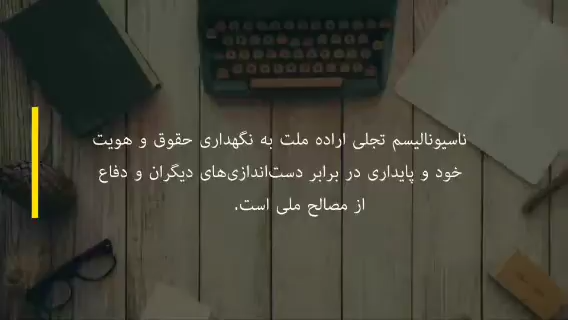 ناسیونالیسم تجلی اراده ملت به نگهداری حقوق و هویت
خود و پایداری در برابر دست‌اندازی‌های دیگران و دفاع
از مصالح ملی است.